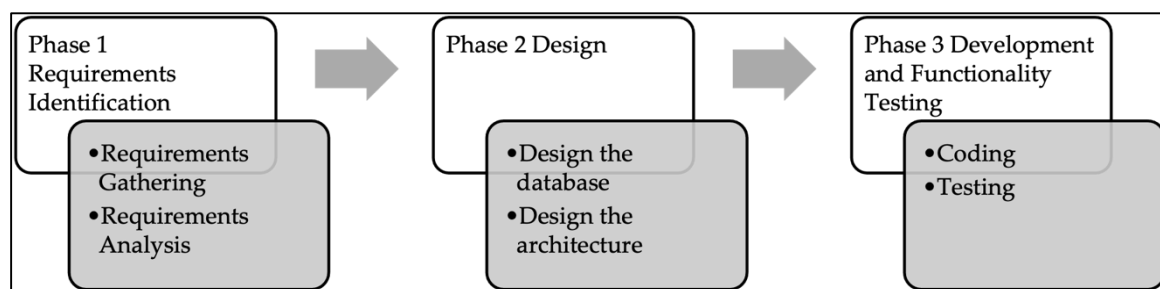 Phase 1
Requirements
Identification
•Requirements
Gathering
•Requirements
Analysis
Phase 2 Design
•Design the
database
•Design the
architecture
Phase 3 Development
and Functionality
Testing
•Coding
•Testing